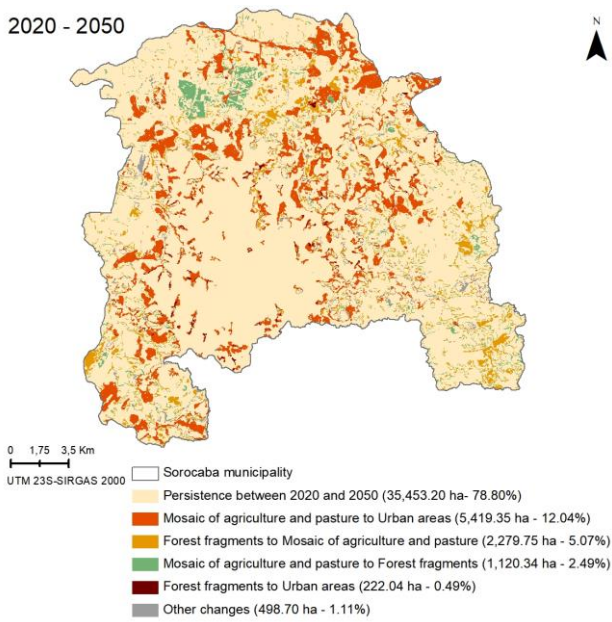 2020 - 2050
N
0 1,75 3,5 Km
UTM 23S-SIRGAS 2000
Sorocaba municipality
Persistence between 2020 and 2050 (35,453.20 ha- 78.80%)
Mosaic of agriculture and pasture to Urban areas (5,419.35 ha - 12.04%)
Forest fragments to Mosaic of agriculture and pasture (2,279.75 ha - 5.07%)
Mosaic of agriculture and pasture to Forest fragments (1,120.34 ha - 2.49%)
Forest fragments to Urban areas (222.04 ha - 0.49%)
Other changes (498.70 ha - 1.11%)